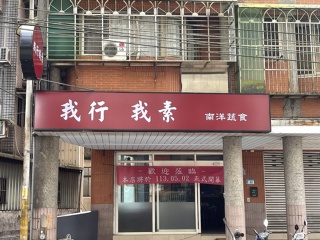 我行 我素 南洋蔬食
歡迎蒞臨
本店將於 113.05.02 正式開幕